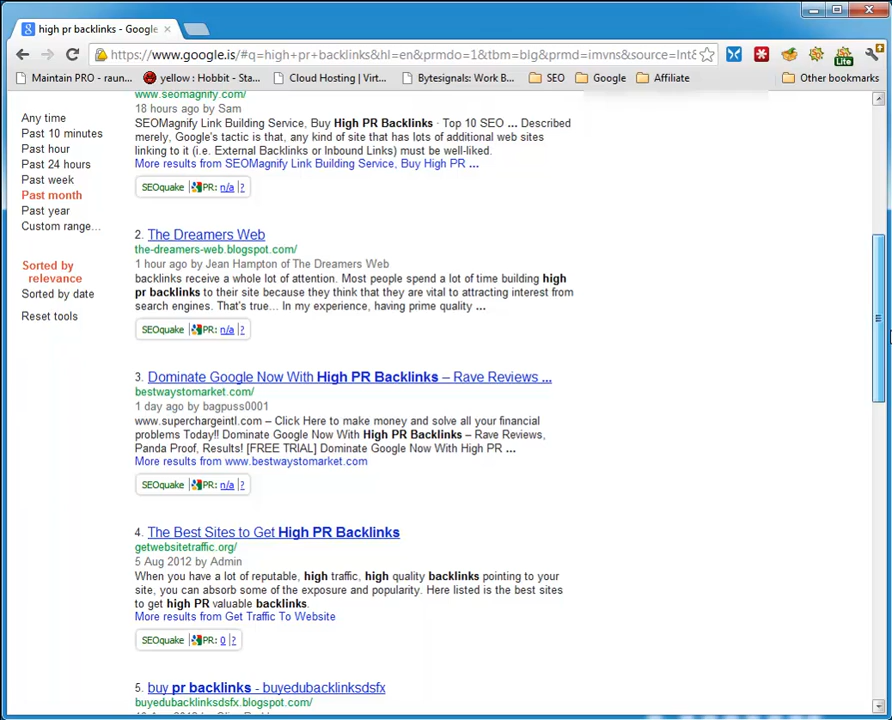 high pr backlinks - Google
https://www.google.is/#q=high+pr+backlinks&hl=en&prmdo=1&tbm=blg&prmd=imvns&source=lnt&
Maintain PRO - raun... yellow : Hobbit - Sta... Cloud Hosting | Virt... Bytesignals: Work B... SEO Google Affiliate Other bookmarks
Lite
Any time
Past 10 minutes
Past hour
Past 24 hours
Past week
Past month
Past year
Custom range...
Sorted by
relevance
Sorted by date
Reset tools
www.seomagnify.com/
18 hours ago by Sam
SEOMagnify Link Building Service, Buy High PR Backlinks · Top 10 SEO ... Described
merely, Google's tactic is that, any kind of site that has lots of additional web sites
linking to it (i.e. External Backlinks or Inbound Links) must be well-liked.
More results from SEOMagnify Link Building Service, Buy High PR ...
SEOquake PR: n/a ?
2. The Dreamers Web
the-dreamers-web.blogspot.com/
1 hour ago by Jean Hampton of The Dreamers Web
backlinks receive a whole lot of attention. Most people spend a lot of time building high
pr backlinks to their site because they think that they are vital to attracting interest from
search engines. That's true... In my experience, having prime quality ...
SEOquake PR: n/a ?
3. Dominate Google Now With High PR Backlinks – Rave Reviews ...
bestwaystomarket.com/
1 day ago by bagpuss0001
www.superchargeintl.com – Click Here to make money and solve all your financial
problems Today!! Dominate Google Now With High PR Backlinks – Rave Reviews,
Panda Proof, Results! [FREE TRIAL] Dominate Google Now With High PR ...
More results from www.bestwaystomarket.com
SEOquake PR: n/a ?
4. The Best Sites to Get High PR Backlinks
getwebsitetraffic.org/
5 Aug 2012 by Admin
When you have a lot of reputable, high traffic, high quality backlinks pointing to your
site, you can absorb some of the exposure and popularity. Here listed is the best sites
to get high PR valuable backlinks.
More results from Get Traffic To Website
SEOquake PR: 0 ?
5. buy pr backlinks - buyedubacklinksdsfx
buyedubacklinksdsfx.blogspot.com/